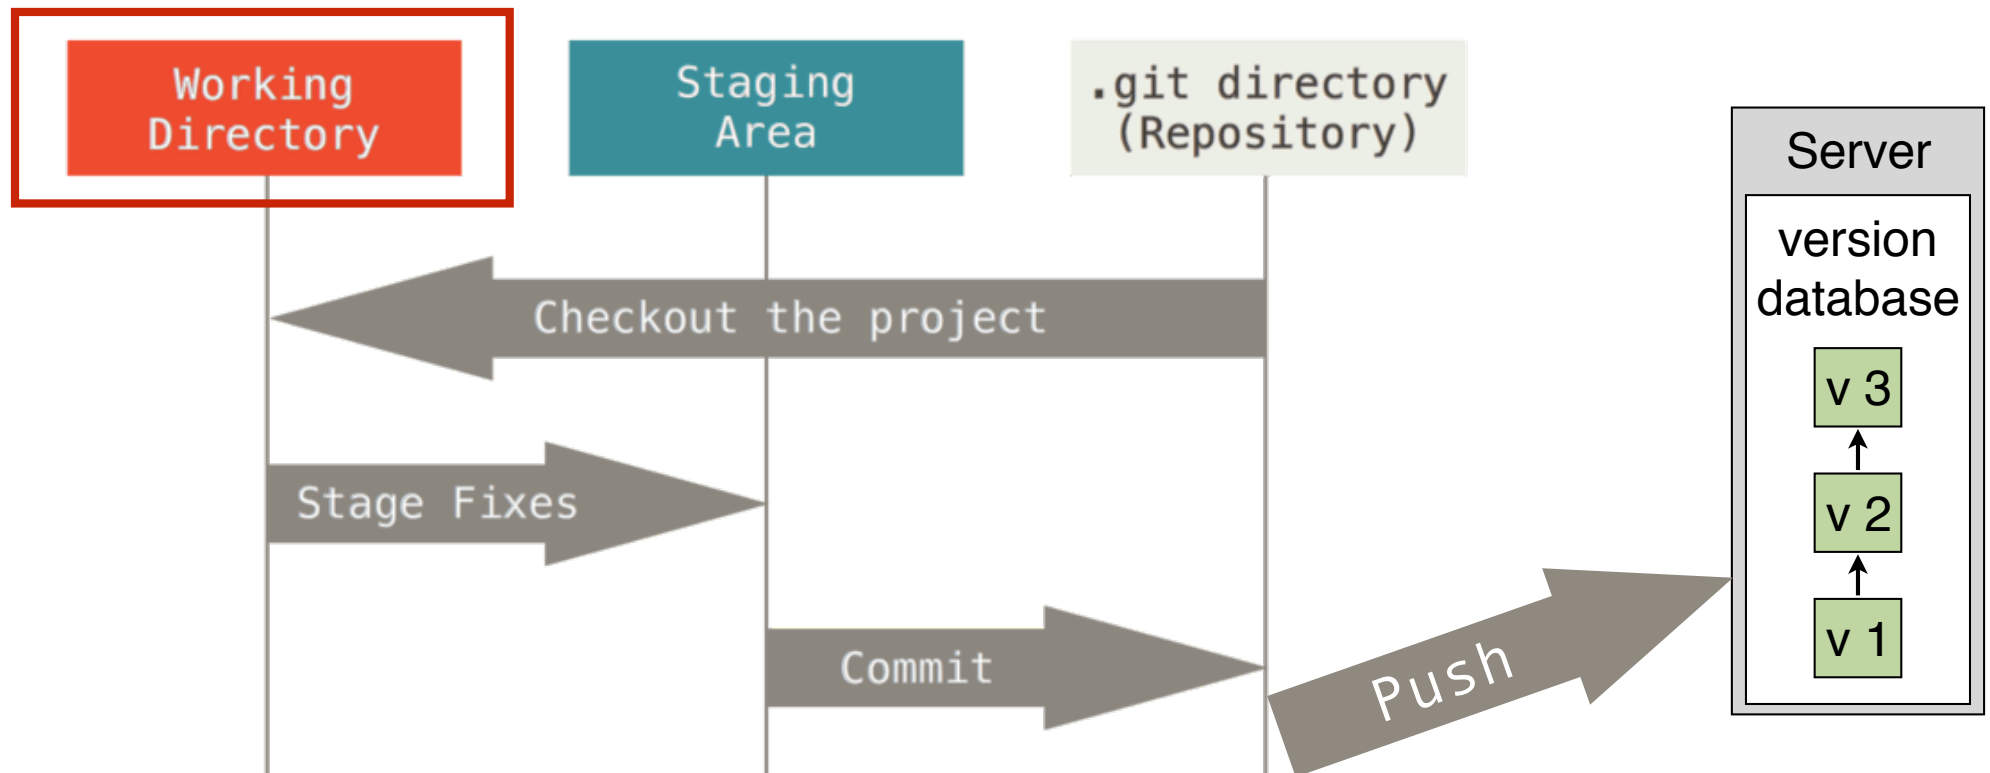 Working
Directory
Staging
Area
.git directory
(Repository)
Server
version
database
Checkout the project
v 3
Stage Fixes
v 2
Commit
Push
v 1